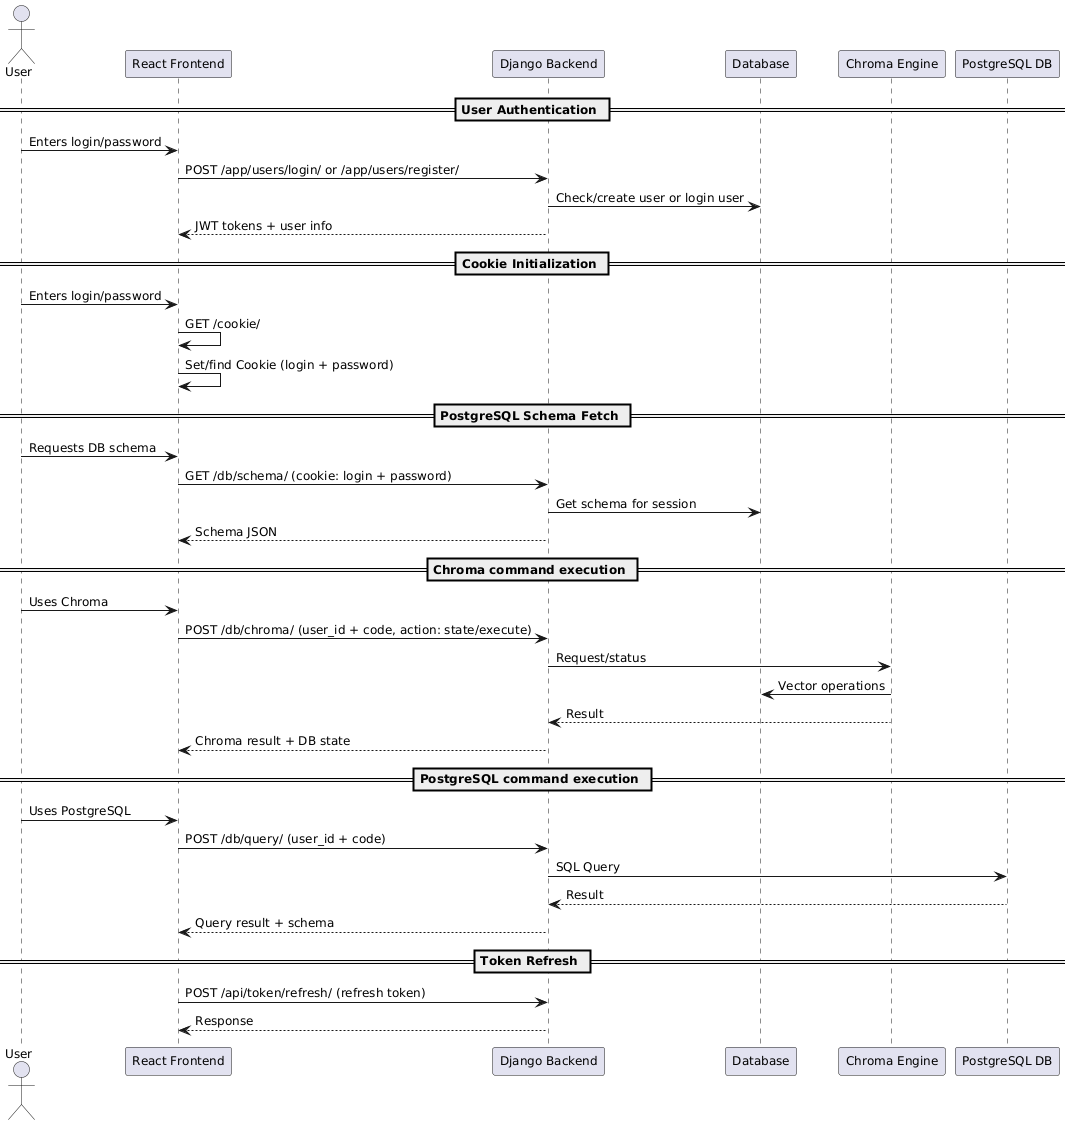 User
React Frontend
Django Backend
Database
Chroma Engine
PostgreSQL DB
User Authentication
Enters login/password
POST /app/users/login/ or /app/users/register/
Check/create user or login user
JWT tokens + user info
Cookie Initialization
Enters login/password
GET /cookie/
Set/find Cookie (login + password)
PostgreSQL Schema Fetch
Requests DB schema
GET /db/schema/ (cookie: login + password)
Get schema for session
Schema JSON
Chroma command execution
Uses Chroma
POST /db/chroma/ (user_id + code, action: state/execute)
Request/status
Vector operations
Result
Chroma result + DB state
PostgreSQL command execution
Uses PostgreSQL
POST /db/query/ (user_id + code)
SQL Query
Result
Query result + schema
Token Refresh
POST /api/token/refresh/ (refresh token)
Response
User
React Frontend
Django Backend
Database
Chroma Engine
PostgreSQL DB